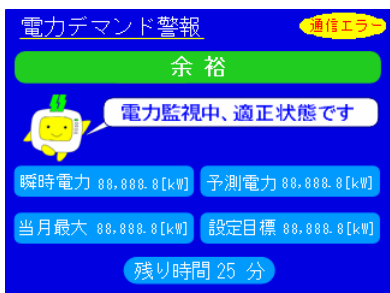 電力デマンド警報
通信エラー
余裕
電力監視中、適正状態です
瞬時電力 88,888.8[kW] 予測電力 88,888.8[kW]
当月最大 88,888.8[kW] 設定目標 88,888.8[kW]
残り時間 25 分